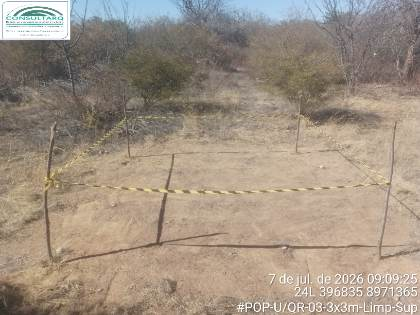 CONSULTARQ
7 de jul. de 2026 09:09:25
24L 396835 8971365
#POP-U/QR-03-3x3m-Limp-Sup